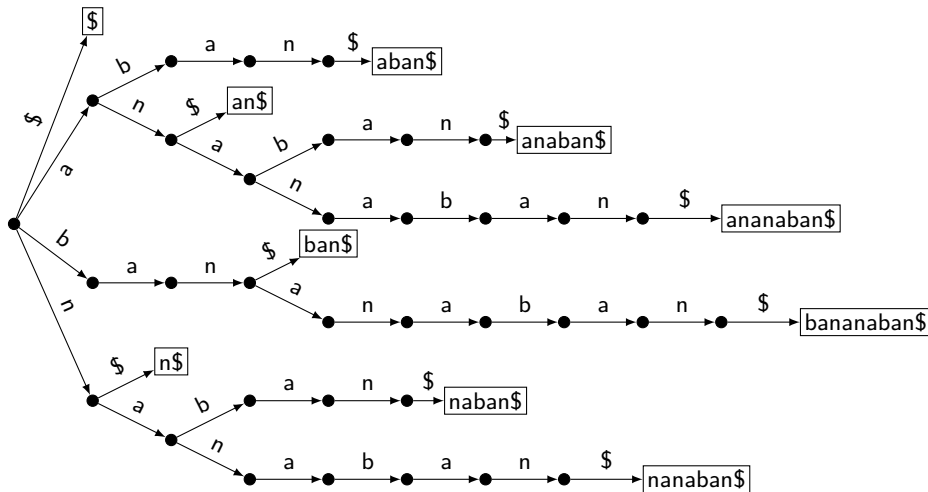 $
b a n $ aban$
$ an$
n
a b a n $ anaban$
$ a
n a b a n $ ananaban$
b $ ban$
a n
a n a b a n $ bananaban$
n
$ n$
a b a n $ naban$
n a b a n $ nanaban$